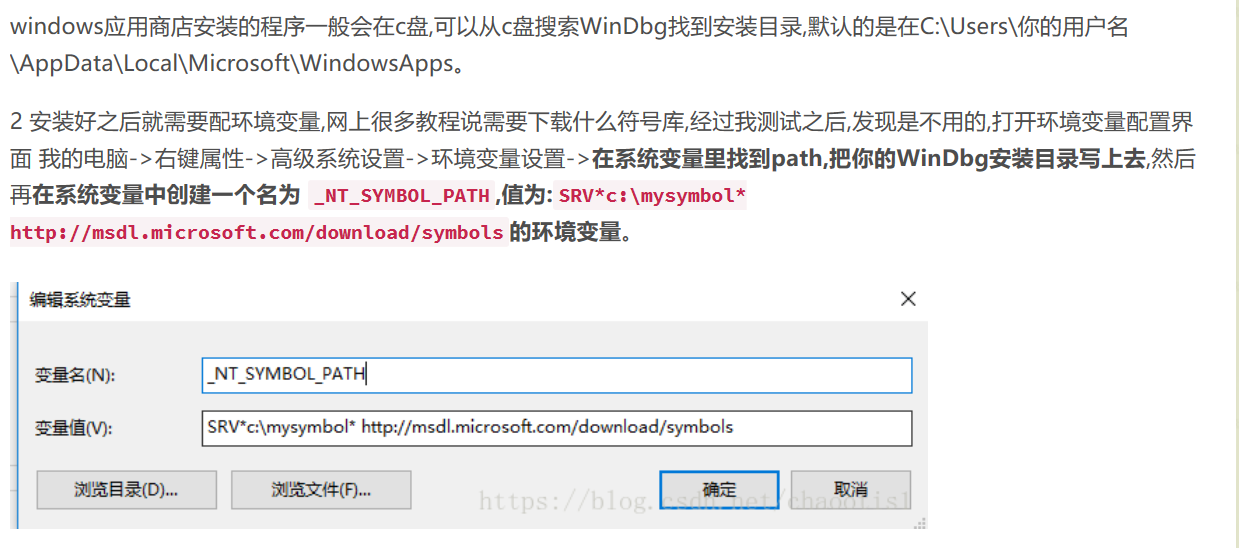 windows应用商店安装的程序一般会在c盘,可以从c盘搜索WinDbg找到安装目录,默认的是在C:\Users\你的用户名
\AppData\Local\Microsoft\WindowsApps。
2 安装好之后就需要配环境变量,网上很多教程说需要下载什么符号库,经过我测试之后,发现是不用的,打开环境变量配置界
面 我的电脑->右键属性->高级系统设置->环境变量设置->在系统变量里找到path,把你的WinDbg安装目录写上去,然后
再在系统变量中创建一个名为 _NT_SYMBOL_PATH ,值为: SRV*c:\mysymbol*
http://msdl.microsoft.com/download/symbols 的环境变量。
编辑系统变量
变量名(N):
_NT_SYMBOL_PATH
变量值(V):
SRV*c:\mysymbol* http://msdl.microsoft.com/download/symbols
浏览目录(D)... 浏览文件(F)... 确定 取消